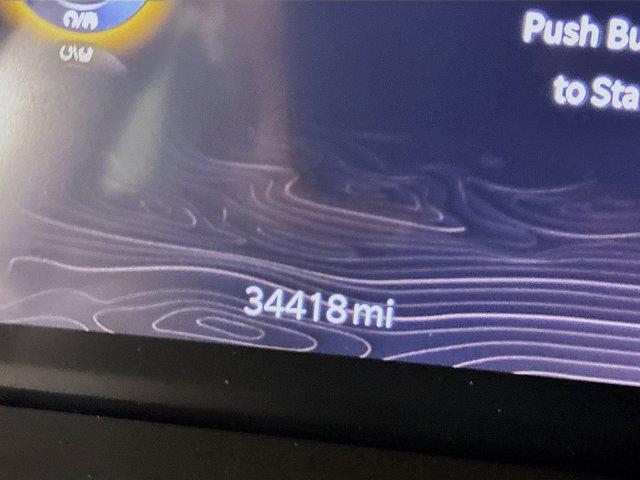 Push Bu
to Sta
34418 mi